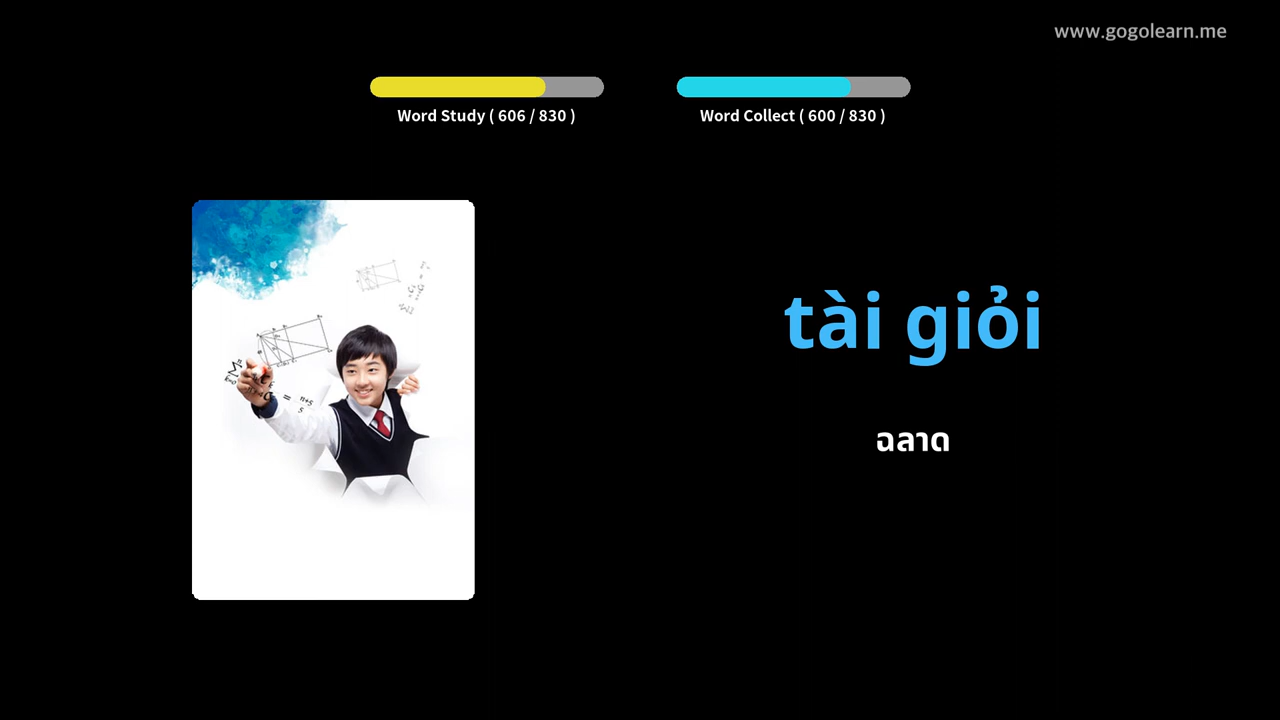 www.gogolearn.me
Word Study ( 606 / 830 )
Word Collect ( 600 / 830 )
tài giỏi
ฉลาด